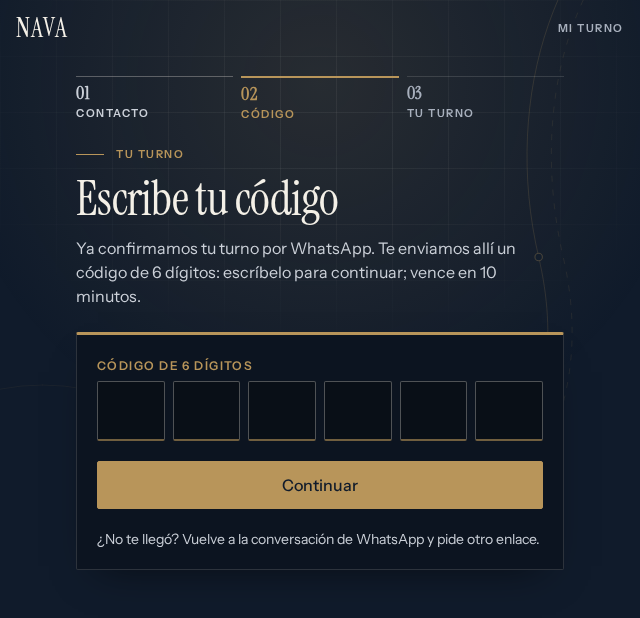 NAVA
MI TURNO
01
CONTACTO
02
CÓDIGO
03
TU TURNO
TU TURNO
Escribe tu código
Ya confirmamos tu turno por WhatsApp. Te enviamos allí un
código de 6 dígitos: escríbelo para continuar; vence en 10
minutos.
CÓDIGO DE 6 DÍGITOS
Continuar
¿No te llegó? Vuelve a la conversación de WhatsApp y pide otro enlace.